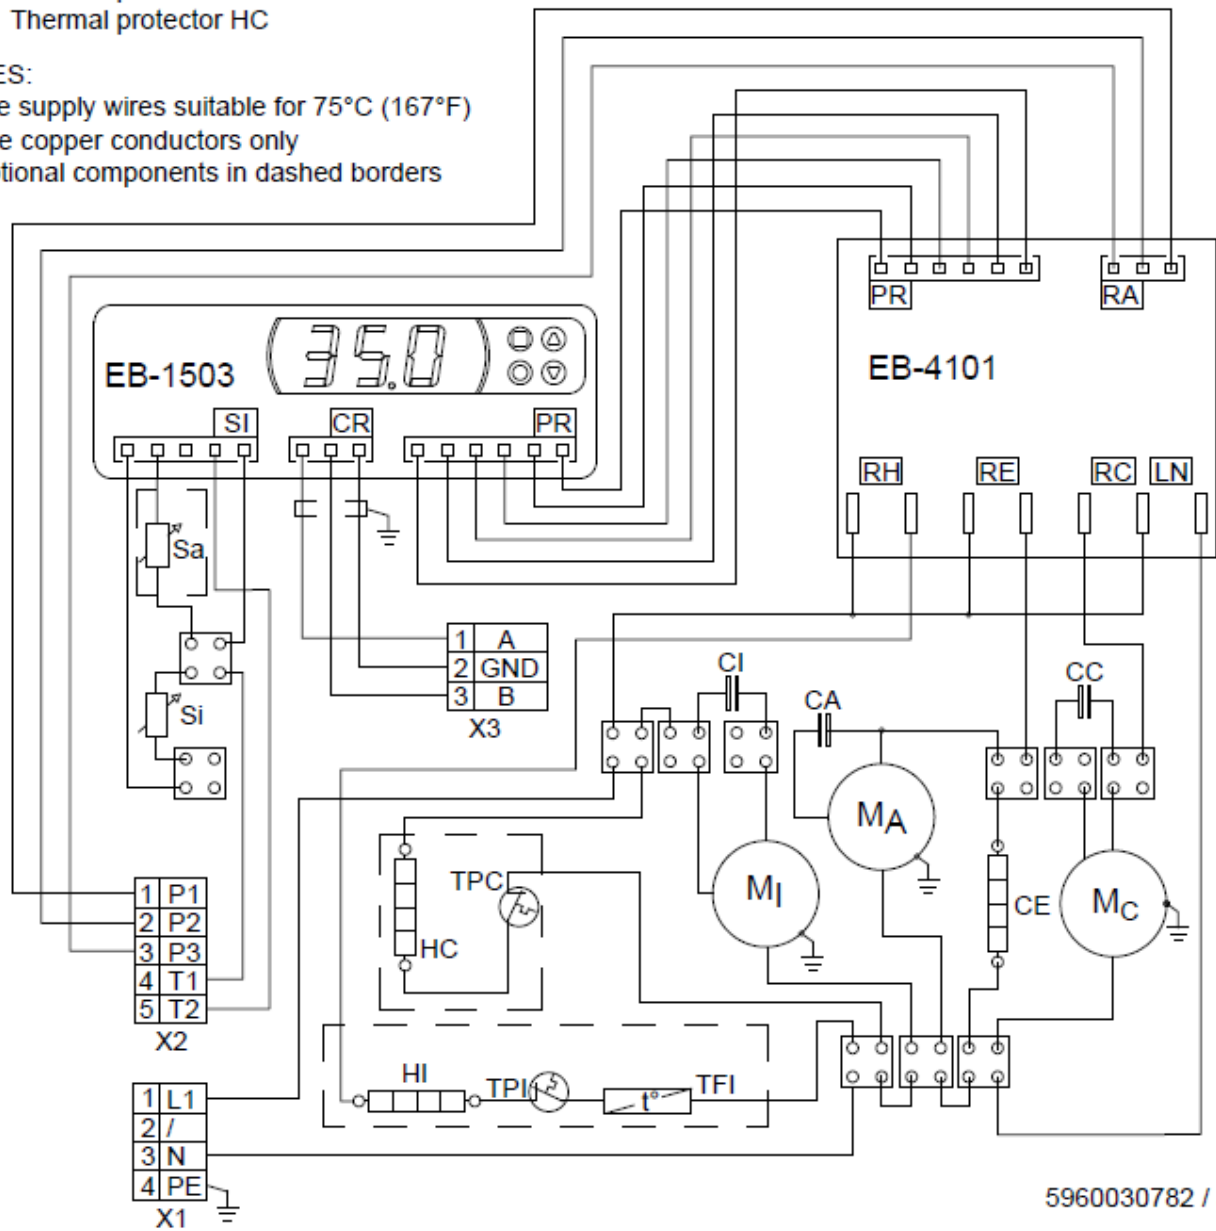 Thermal protector HC
ES:
e supply wires suitable for 75°C (167°F)
e copper conductors only
tional components in dashed borders
PR
RA
EB-4101
RH
RE
RC
LN
35.0
EB-1503
SI
CR
PR
Sa
Si
1 A
2 GND
3 B
X3
CI
CA
CC
MA
MI
CE
MC
TPC
HC
1 P1
2 P2
3 P3
4 T1
5 T2
X2
HI
TPI
t°
TFI
1 L1
2 /
3 N
4 PE
X1
5960030782 /